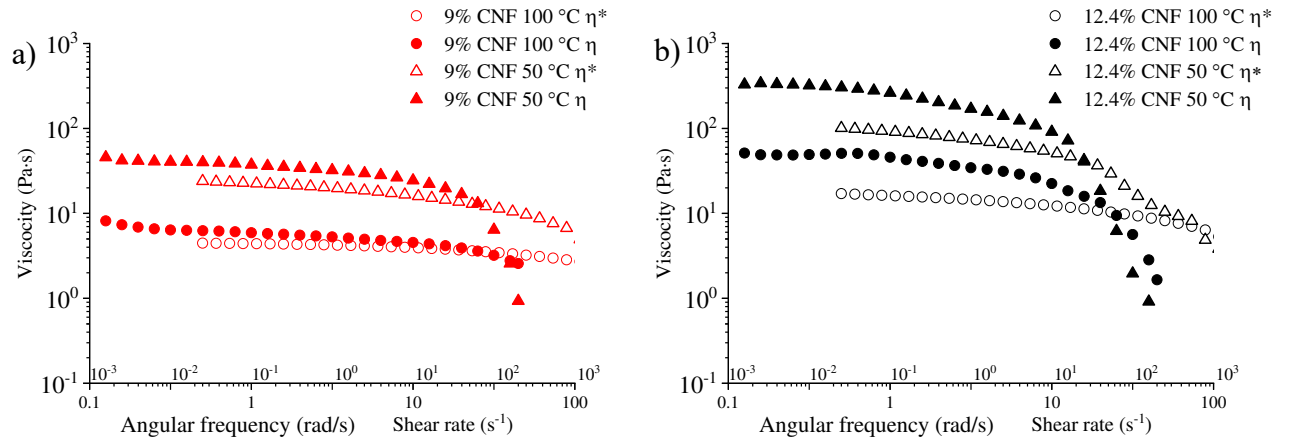 a)
9% CNF 100 °C η*
9% CNF 100 °C η
9% CNF 50 °C η*
9% CNF 50 °C η
10³
10²
10¹
10⁰
10⁻¹
Viscocity (Pa·s)
10⁻³ 10⁻² 10⁻¹ 10⁰ 10¹ 10² 10³
0.1 1 10 100
Angular frequency (rad/s) Shear rate (s⁻¹)
b)
12.4% CNF 100 °C η*
12.4% CNF 100 °C η
12.4% CNF 50 °C η*
12.4% CNF 50 °C η
10³
10²
10¹
10⁰
10⁻¹
Viscocity (Pa·s)
10⁻³ 10⁻² 10⁻¹ 10⁰ 10¹ 10² 10³
0.1 1 10 100
Angular frequency (rad/s) Shear rate (s⁻¹)